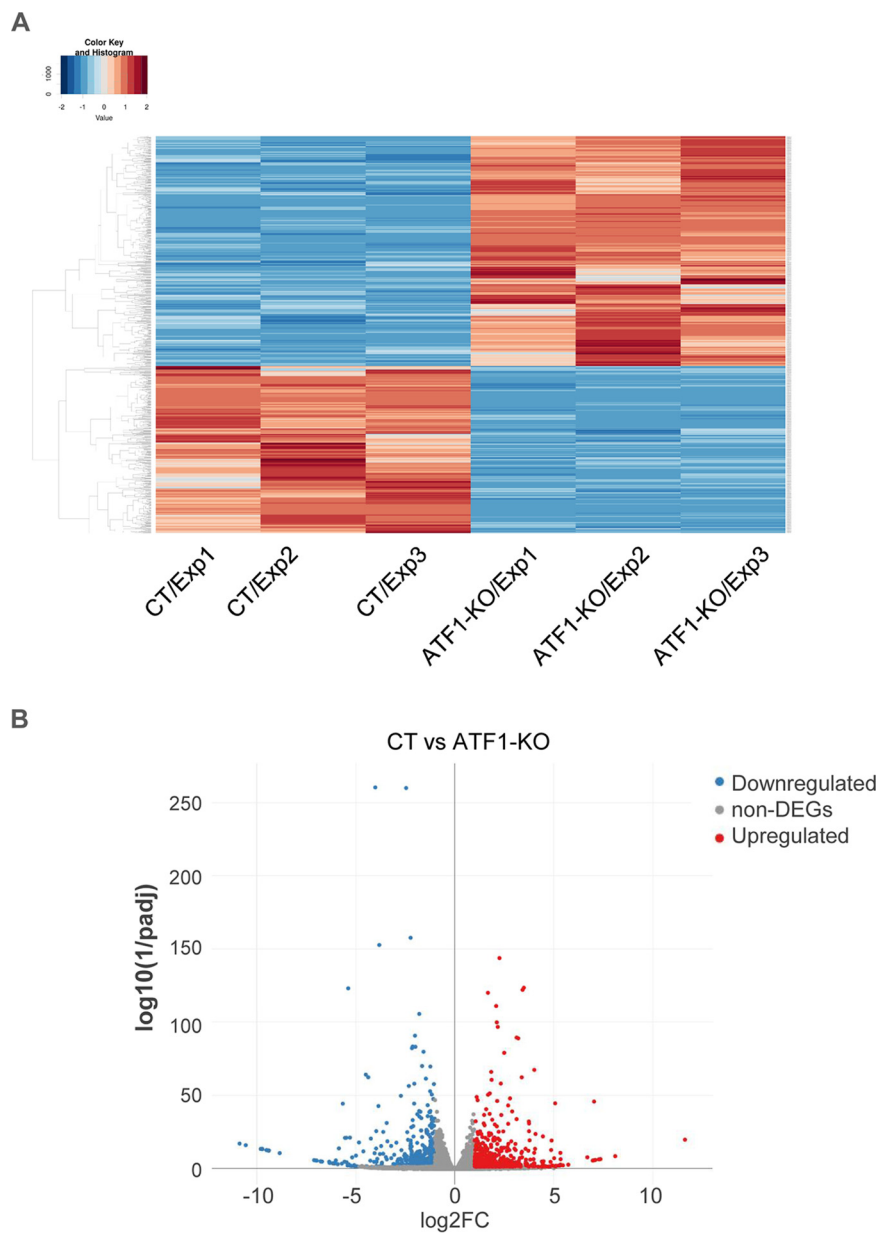 A
Color Key
and Histogram
0 1000
-2 -1 0 1 2
Value
CT/Exp1
CT/Exp2
CT/Exp3
ATF1-KO/Exp1
ATF1-KO/Exp2
ATF1-KO/Exp3
B
CT vs ATF1-KO
Downregulated
non-DEGs
Upregulated
log10(1/padj)
250
200
150
100
50
0
-10 -5 0 5 10
log2FC